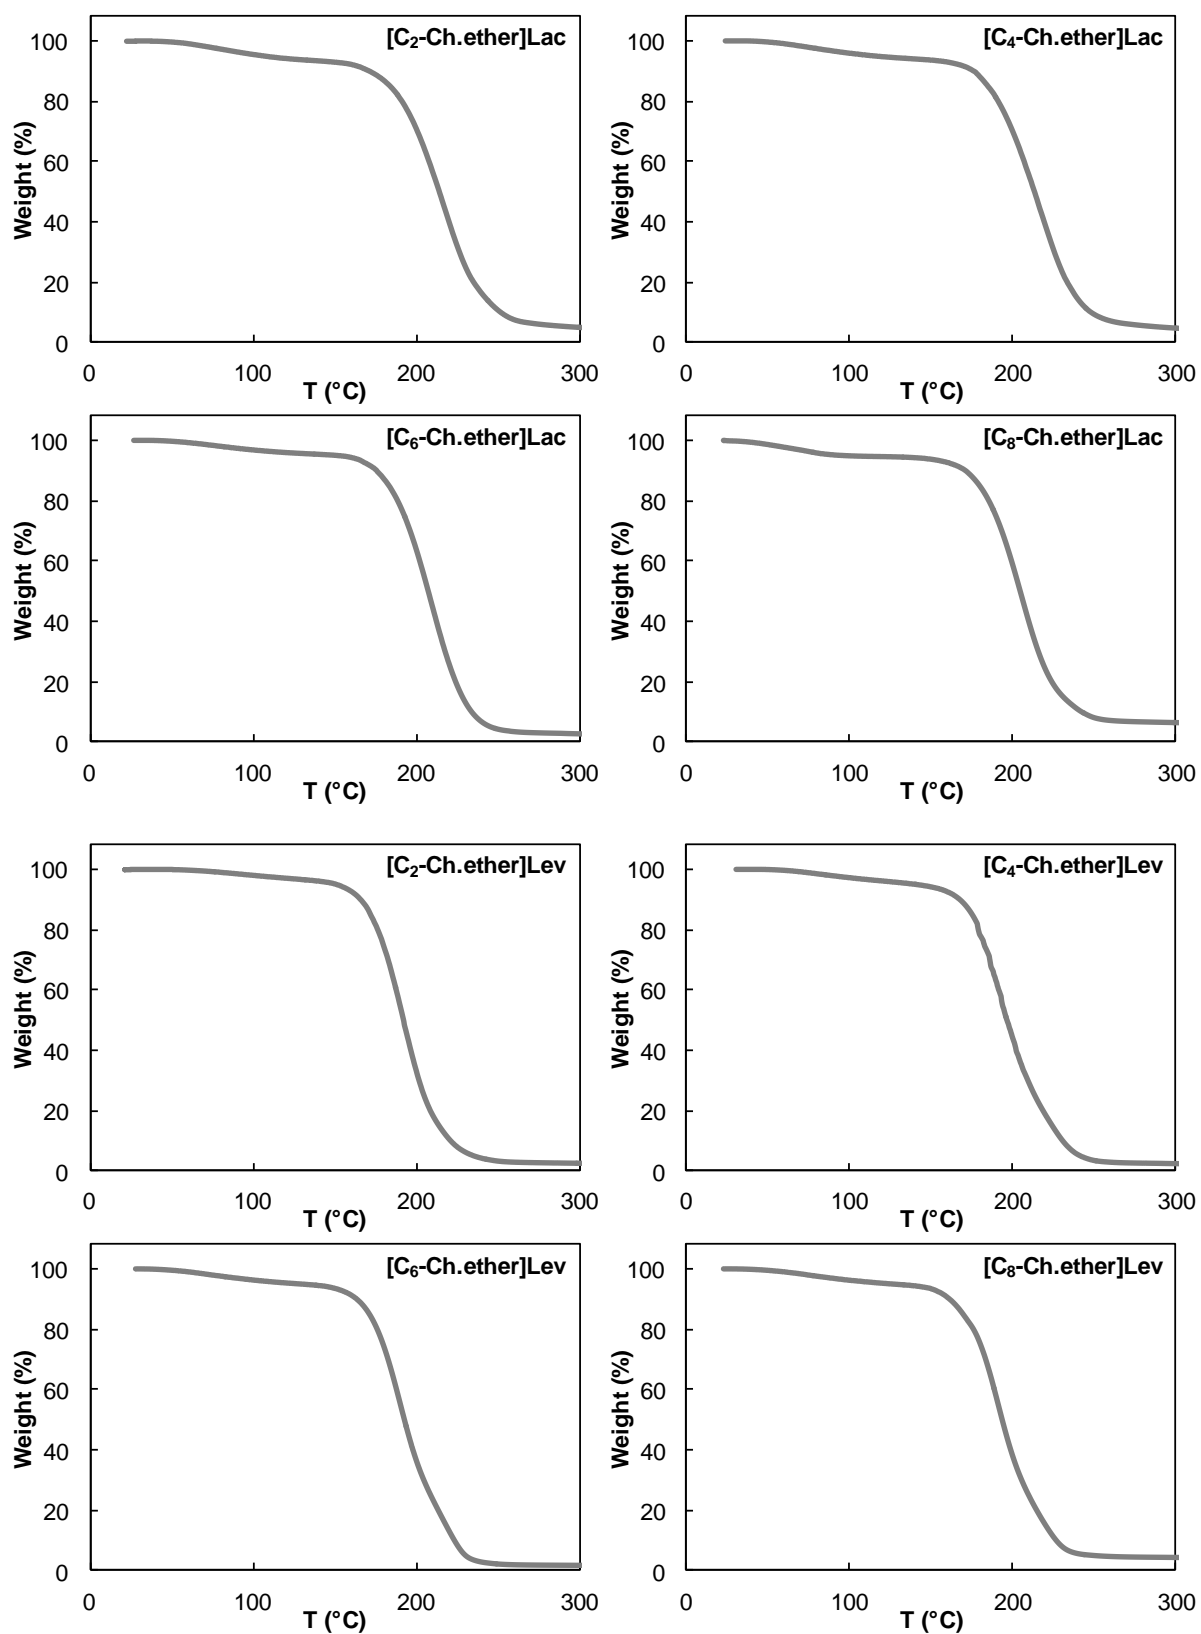 [C₂-Ch.ether]Lac
100
80
60
40
20
0
Weight (%)
0 100 200 300
T (°C)
[C₄-Ch.ether]Lac
100
80
60
40
20
0
Weight (%)
0 100 200 300
T (°C)
[C₆-Ch.ether]Lac
100
80
60
40
20
0
Weight (%)
0 100 200 300
T (°C)
[C₈-Ch.ether]Lac
100
80
60
40
20
0
Weight (%)
0 100 200 300
T (°C)
[C₂-Ch.ether]Lev
100
80
60
40
20
0
Weight (%)
0 100 200 300
T (°C)
[C₄-Ch.ether]Lev
100
80
60
40
20
0
Weight (%)
0 100 200 300
T (°C)
[C₆-Ch.ether]Lev
100
80
60
40
20
0
Weight (%)
0 100 200 300
T (°C)
[C₈-Ch.ether]Lev
100
80
60
40
20
0
Weight (%)
0 100 200 300
T (°C)